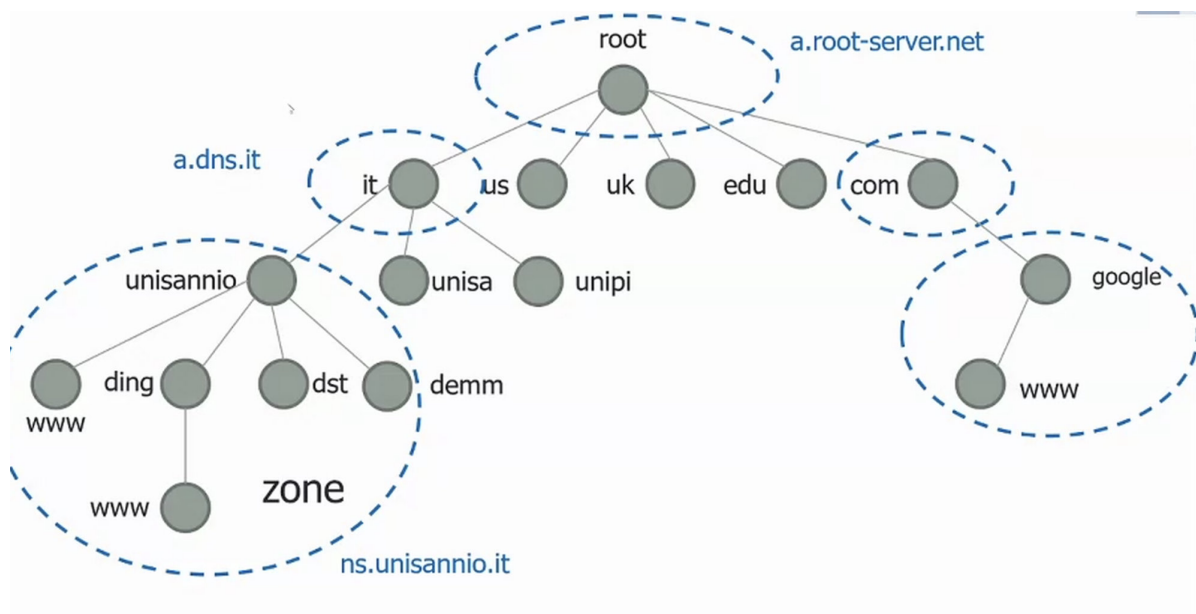 root
a.root-server.net
a.dns.it
it
us
uk
edu
com
unisannio
unisa
unipi
google
www
ding
dst
demm
www
www
zone
www
ns.unisannio.it